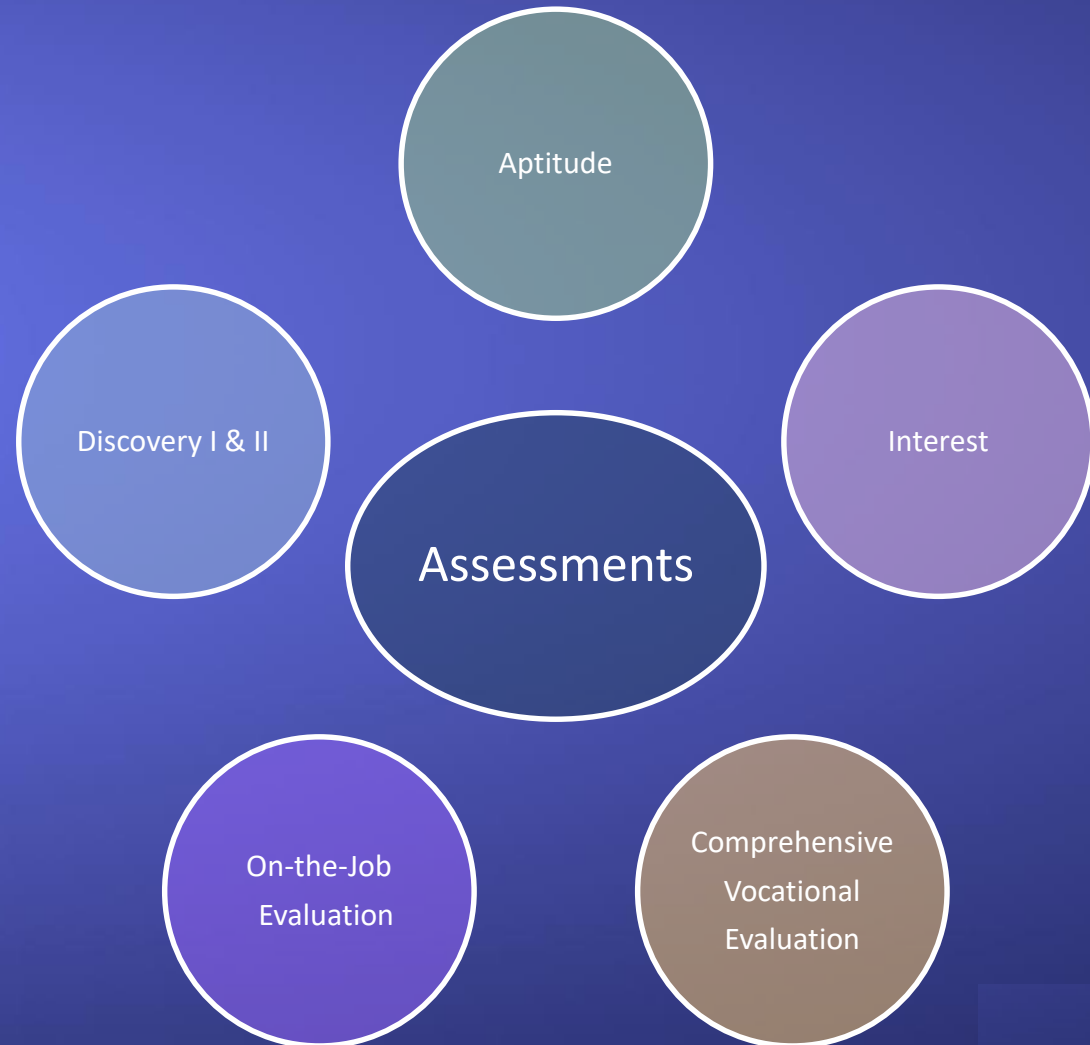 Aptitude
Discovery I & II
Interest
Assessments
On-the-Job
Evaluation
Comprehensive
Vocational
Evaluation